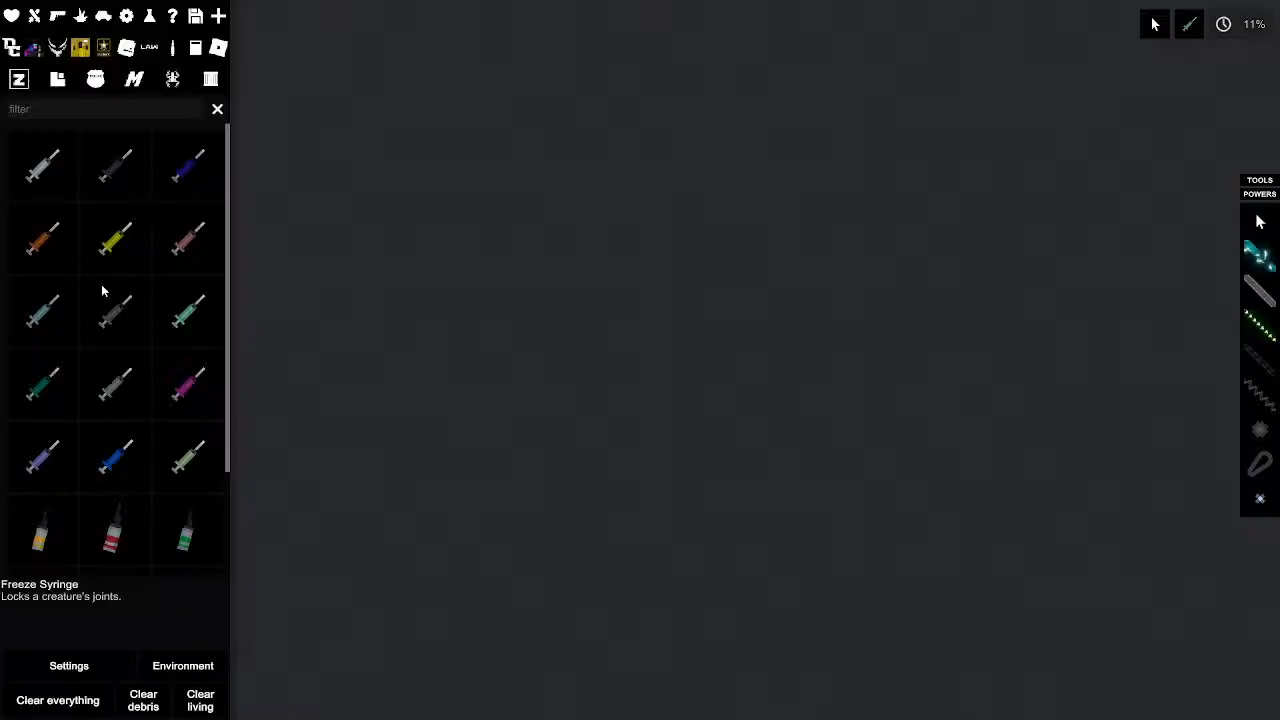 11%
LAW
filter
TOOLS
POWERS
Freeze Syringe
Locks a creature's joints.
Settings
Environment
Clear everything
Clear
debris
Clear
living